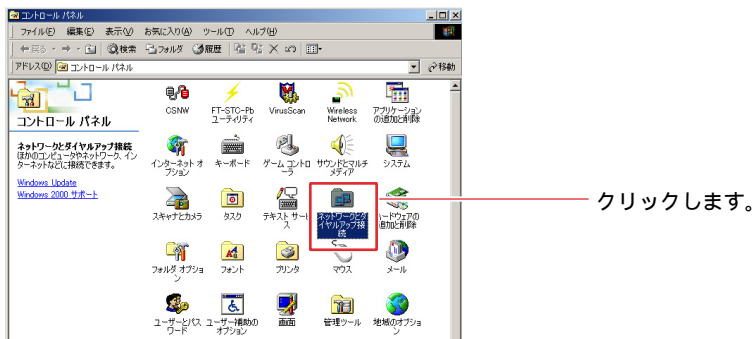 コントロール パネル
ファイル(F) 編集(E) 表示(V) お気に入り(A) ツール(T) ヘルプ(H)
戻る 検索 フォルダ 履歴
アドレス(D) コントロール パネル 移動
コントロール パネル
ネットワークとダイヤルアップ接続
ほかのコンピュータやネットワーク、イン
ターネットなどに接続できます。
Windows Update
Windows 2000 サポート
CSNW
FT-STC-Pb
ユーティリティ
VirusScan
Wireless
Network
アプリケーション
の追加と削除
インターネット オ
プション
キーボード
ゲーム コントロ
ーラ
サウンドとマルチ
メディア
システム
スキャナとカメラ
タスク
テキスト サービ
ス
ネットワークとダ
イヤルアップ接
続
ハードウェアの
追加と削除
フォルダ オプショ
ン
フォント
プリンタ
マウス
メール
ユーザーとパス
ワード
ユーザー補助の
オプション
画面
管理ツール
地域のオプショ
ン
クリックします。